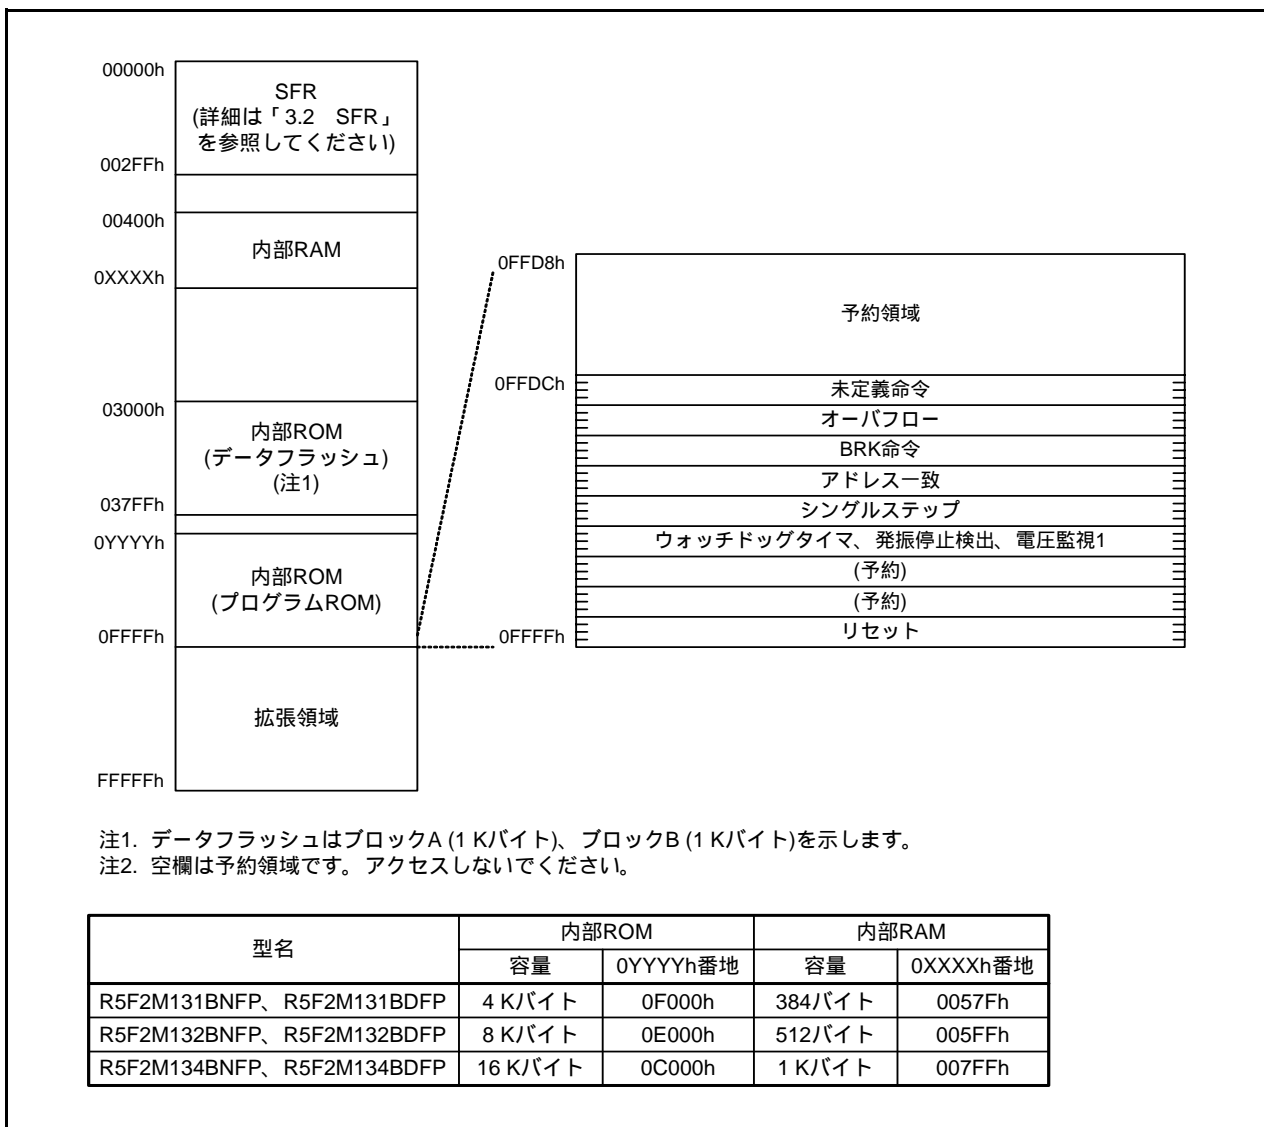 00000h
SFR
(詳細は「3.2 SFR」
を参照してください)
002FFh
00400h
内部RAM
0XXXXh
03000h
内部ROM
(データフラッシュ)
(注1)
037FFh
0YYYYh
内部ROM
(プログラムROM)
0FFFFh
拡張領域
FFFFFh
0FFD8h
予約領域
0FFDCh
未定義命令
オーバフロー
BRK命令
アドレス一致
シングルステップ
ウォッチドッグタイマ、発振停止検出、電圧監視1
(予約)
(予約)
0FFFFh
リセット
注1. データフラッシュはブロックA (1 Kバイト)、ブロックB (1 Kバイト)を示します。
注2. 空欄は予約領域です。アクセスしないでください。
型名 内部ROM 内部RAM
容量 0YYYYh番地 容量 0XXXXh番地
R5F2M131BNFP、R5F2M131BDFP 4 Kバイト 0F000h 384バイト 0057Fh
R5F2M132BNFP、R5F2M132BDFP 8 Kバイト 0E000h 512バイト 005FFh
R5F2M134BNFP、R5F2M134BDFP 16 Kバイト 0C000h 1 Kバイト 007FFh